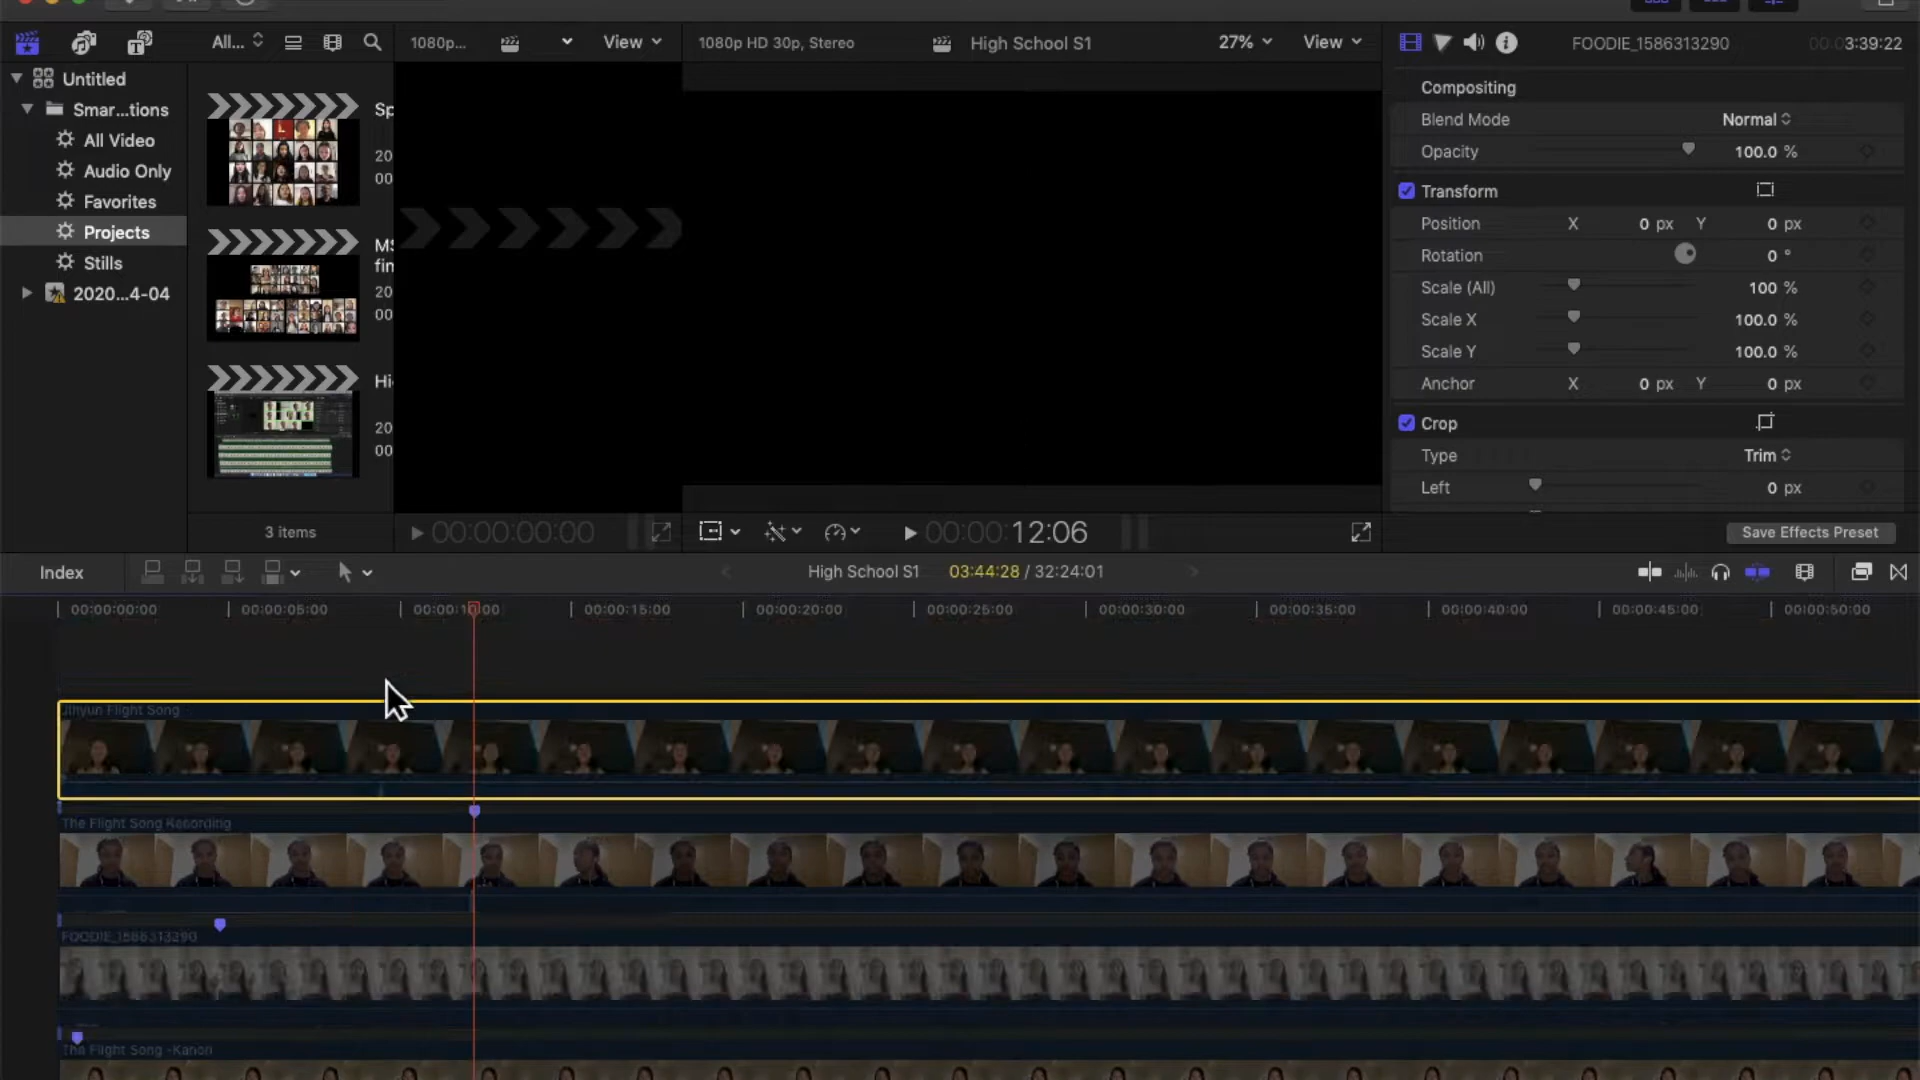 All...
1080p...
View
1080p HD 30p, Stereo
High School S1
27%
View
FOODIE_1586313290
00:03:39:22
Untitled
Smar...tions
All Video
Audio Only
Favorites
Projects
Stills
2020...4-04
Sp
20
00
MS
fin
20
00
Hi
20
00
3 items
00:00:00:00
00:00:12:06
Compositing
Blend Mode
Normal
Opacity
100.0 %
Transform
Position X 0 px Y 0 px
Rotation 0 °
Scale (All) 100 %
Scale X 100.0 %
Scale Y 100.0 %
Anchor X 0 px Y 0 px
Crop
Type Trim
Left 0 px
Save Effects Preset
Index
High School S1 03:44:28 / 32:24:01
00:00:00:00 00:00:05:00 00:00:10:00 00:00:15:00 00:00:20:00 00:00:25:00 00:00:30:00 00:00:35:00 00:00:40:00 00:00:45:00 00:00:50:00
Flight Song
The Flight Song Recording
FOODIE_1586313290
The Flight Song -Kanon